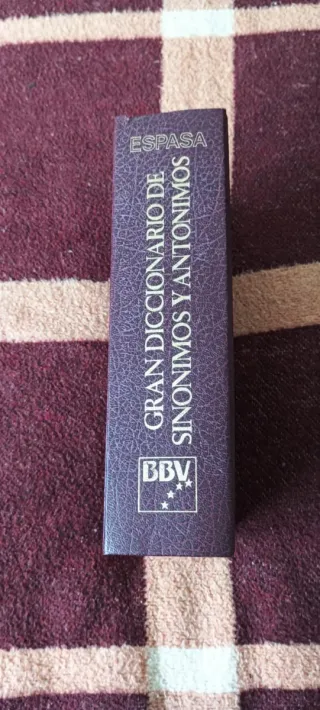 ESPASA
GRAN DICCIONARIO DE
SINONIMOS Y ANTONIMOS
BBV